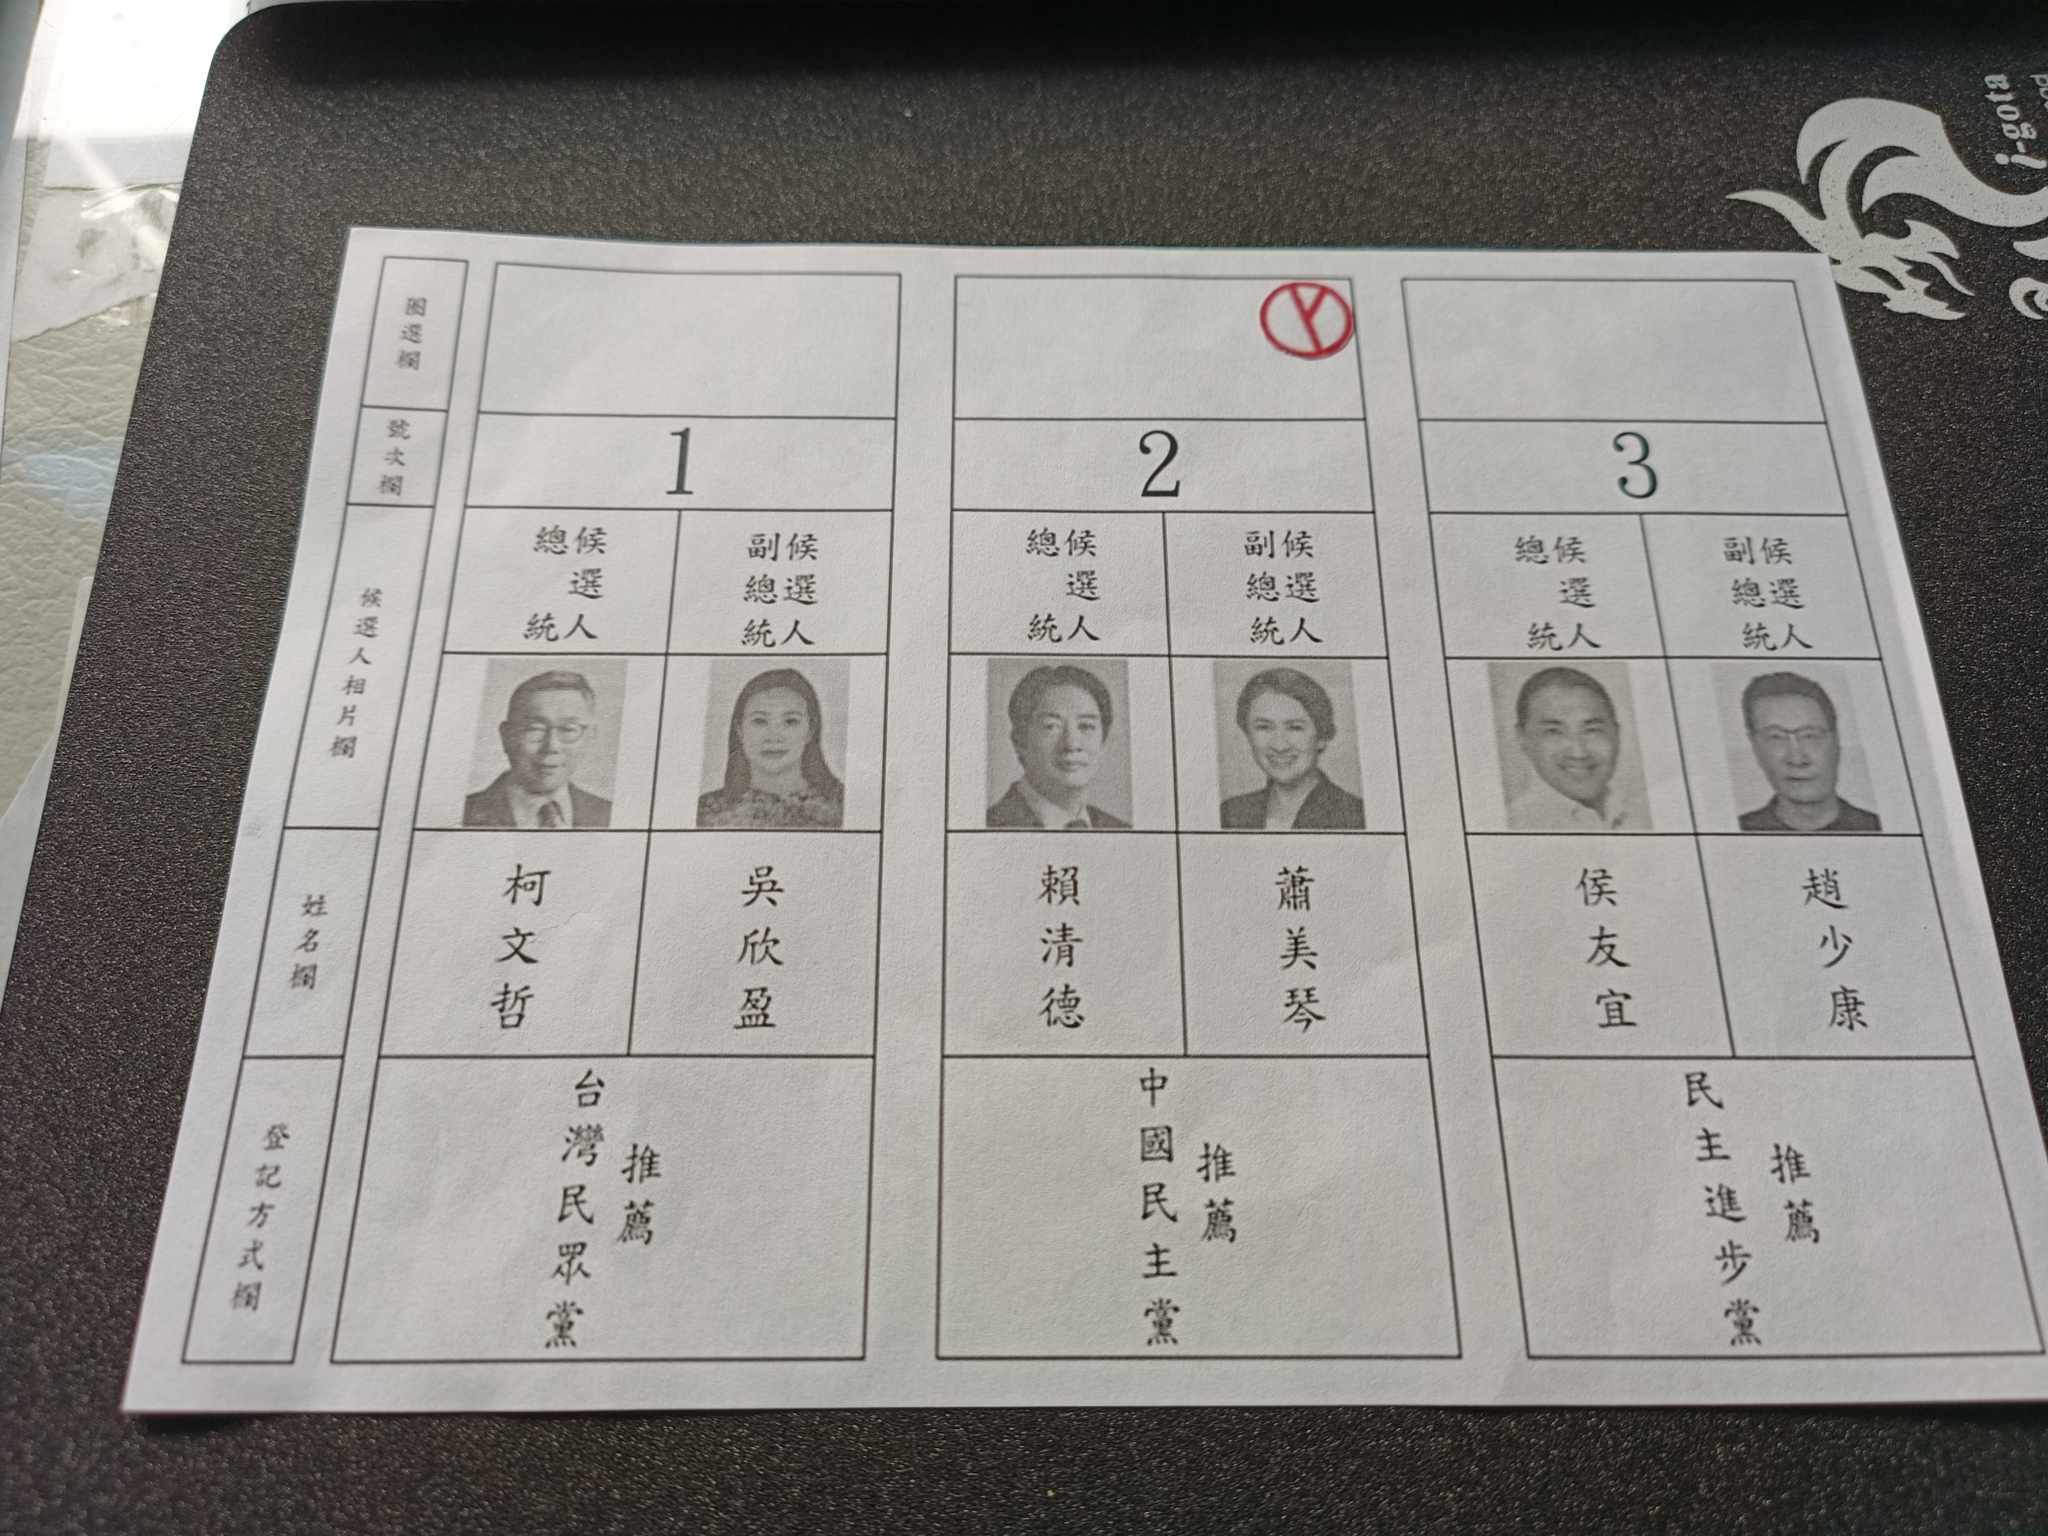 圈選欄
號次欄
候選人相片欄
姓名欄
登記方式欄
1
總統
候選人
副總統
候選人
柯文哲
吳欣盈
台灣民眾黨
推薦
2
總統
候選人
副總統
候選人
賴清德
蕭美琴
中國民主黨
推薦
3
總統
候選人
副總統
候選人
侯友宜
趙少康
民主進步黨
推薦
i-gota